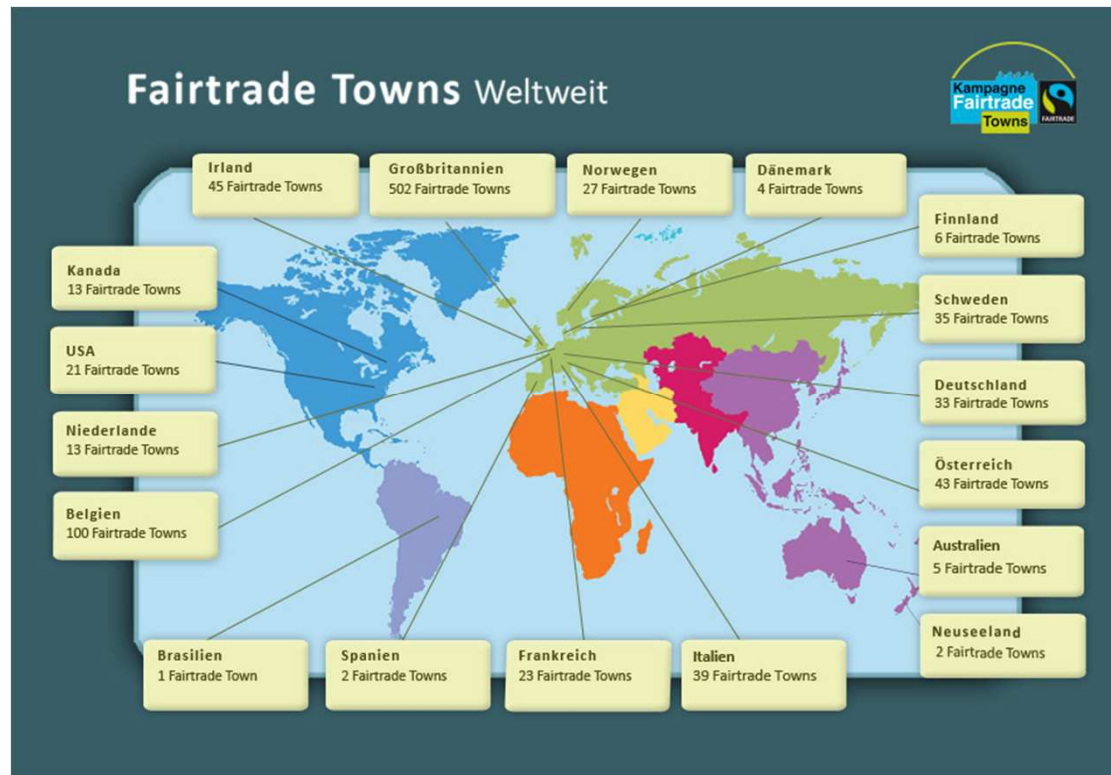 Fairtrade Towns Weltweit
Kampagne
Fairtrade
Towns
FAIRTRADE
Irland
45 Fairtrade Towns
Großbritannien
502 Fairtrade Towns
Norwegen
27 Fairtrade Towns
Dänemark
4 Fairtrade Towns
Finnland
6 Fairtrade Towns
Kanada
13 Fairtrade Towns
Schweden
35 Fairtrade Towns
USA
21 Fairtrade Towns
Deutschland
33 Fairtrade Towns
Niederlande
13 Fairtrade Towns
Österreich
43 Fairtrade Towns
Belgien
100 Fairtrade Towns
Australien
5 Fairtrade Towns
Neuseeland
2 Fairtrade Towns
Brasilien
1 Fairtrade Town
Spanien
2 Fairtrade Towns
Frankreich
23 Fairtrade Towns
Italien
39 Fairtrade Towns